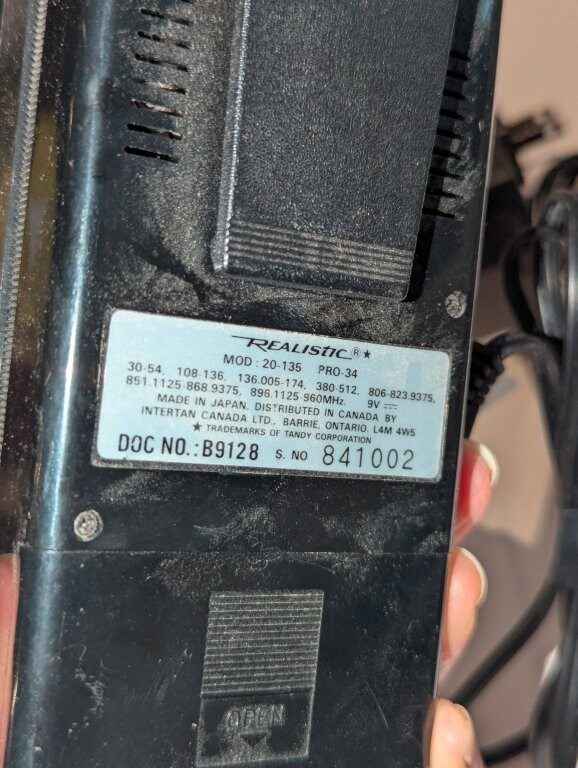 REALISTIC®★
MOD: 20-135 PRO-34
30-54, 108-136, 136.005-174, 380-512, 806-823.9375,
851.1125-868.9375, 896.1125-960MHz. 9V ⎓
MADE IN JAPAN. DISTRIBUTED IN CANADA BY
INTERTAN CANADA LTD., BARRIE, ONTARIO, L4M 4W5
★ TRADEMARKS OF TANDY CORPORATION
DOC NO.:B9128 S. NO 841002
OPEN